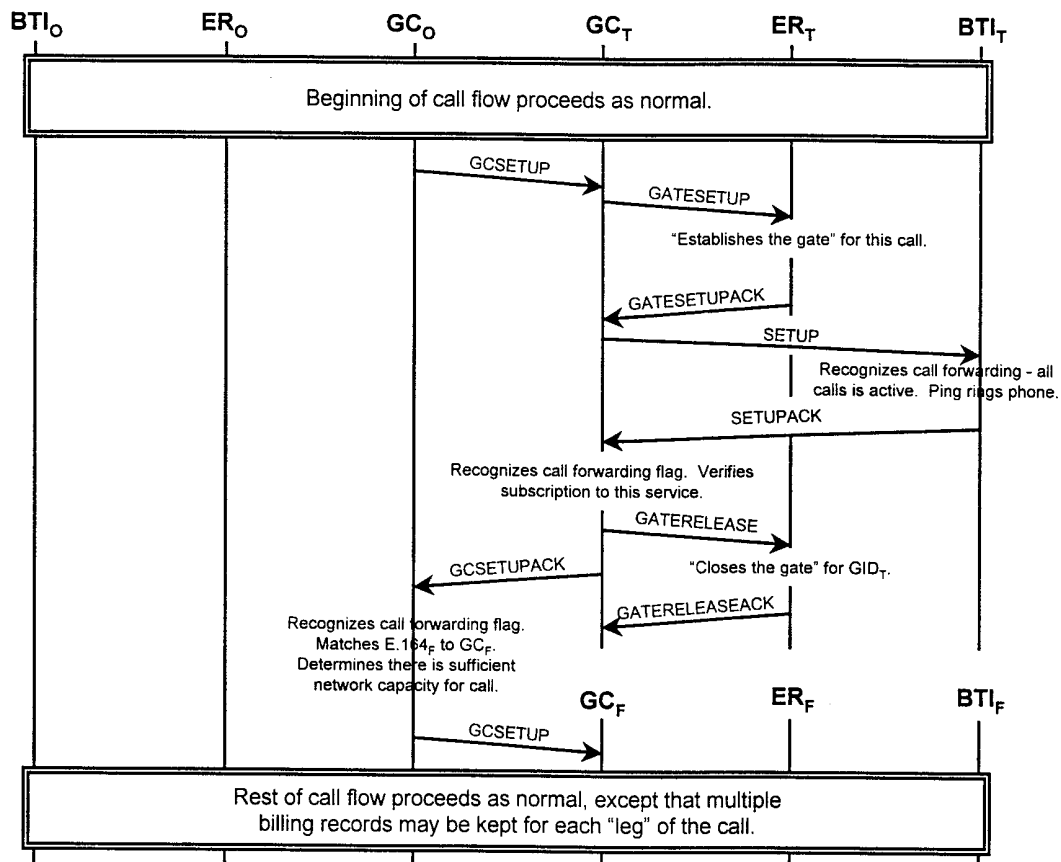 BTI_O ER_O GC_O GC_T ER_T BTI_T
Beginning of call flow proceeds as normal.
GCSETUP
GATESETUP
“Establishes the gate” for this call.
GATESETUPACK
SETUP
Recognizes call forwarding - all
calls is active. Ping rings phone.
SETUPACK
Recognizes call forwarding flag. Verifies
subscription to this service.
GATERELEASE
GCSETUPACK
“Closes the gate” for GID_T.
GATERELEASEACK
Recognizes call forwarding flag.
Matches E.164_F to GC_F.
Determines there is sufficient
network capacity for call.
GC_F ER_F BTI_F
GCSETUP
Rest of call flow proceeds as normal, except that multiple
billing records may be kept for each “leg” of the call.